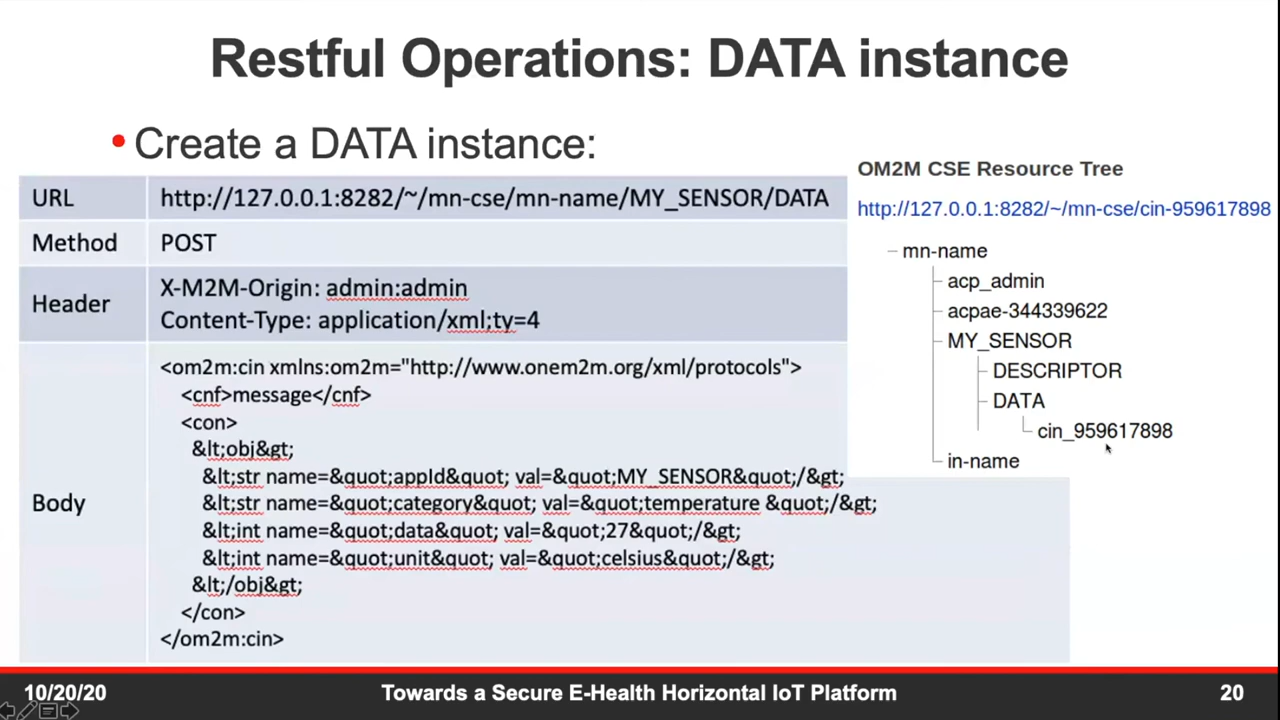 Restful Operations: DATA instance
• Create a DATA instance:
URL http://127.0.0.1:8282/~/mn-cse/mn-name/MY_SENSOR/DATA
Method POST
Header X-M2M-Origin: admin:admin
Content-Type: application/xml;ty=4
Body <om2m:cin xmlns:om2m="http://www.onem2m.org/xml/protocols">
<cnf>message</cnf>
<con>
&lt;obj&gt;
&lt;str name=&quot;appId&quot; val=&quot;MY_SENSOR&quot;/&gt;
&lt;str name=&quot;category&quot; val=&quot;temperature &quot;/&gt;
&lt;int name=&quot;data&quot; val=&quot;27&quot;/&gt;
&lt;int name=&quot;unit&quot; val=&quot;celsius&quot;/&gt;
&lt;/obj&gt;
</con>
</om2m:cin>
OM2M CSE Resource Tree
http://127.0.0.1:8282/~/mn-cse/cin-959617898
mn-name
acp_admin
acpae-344339622
MY_SENSOR
DESCRIPTOR
DATA
cin_959617898
in-name
10/20/20 Towards a Secure E-Health Horizontal IoT Platform 20